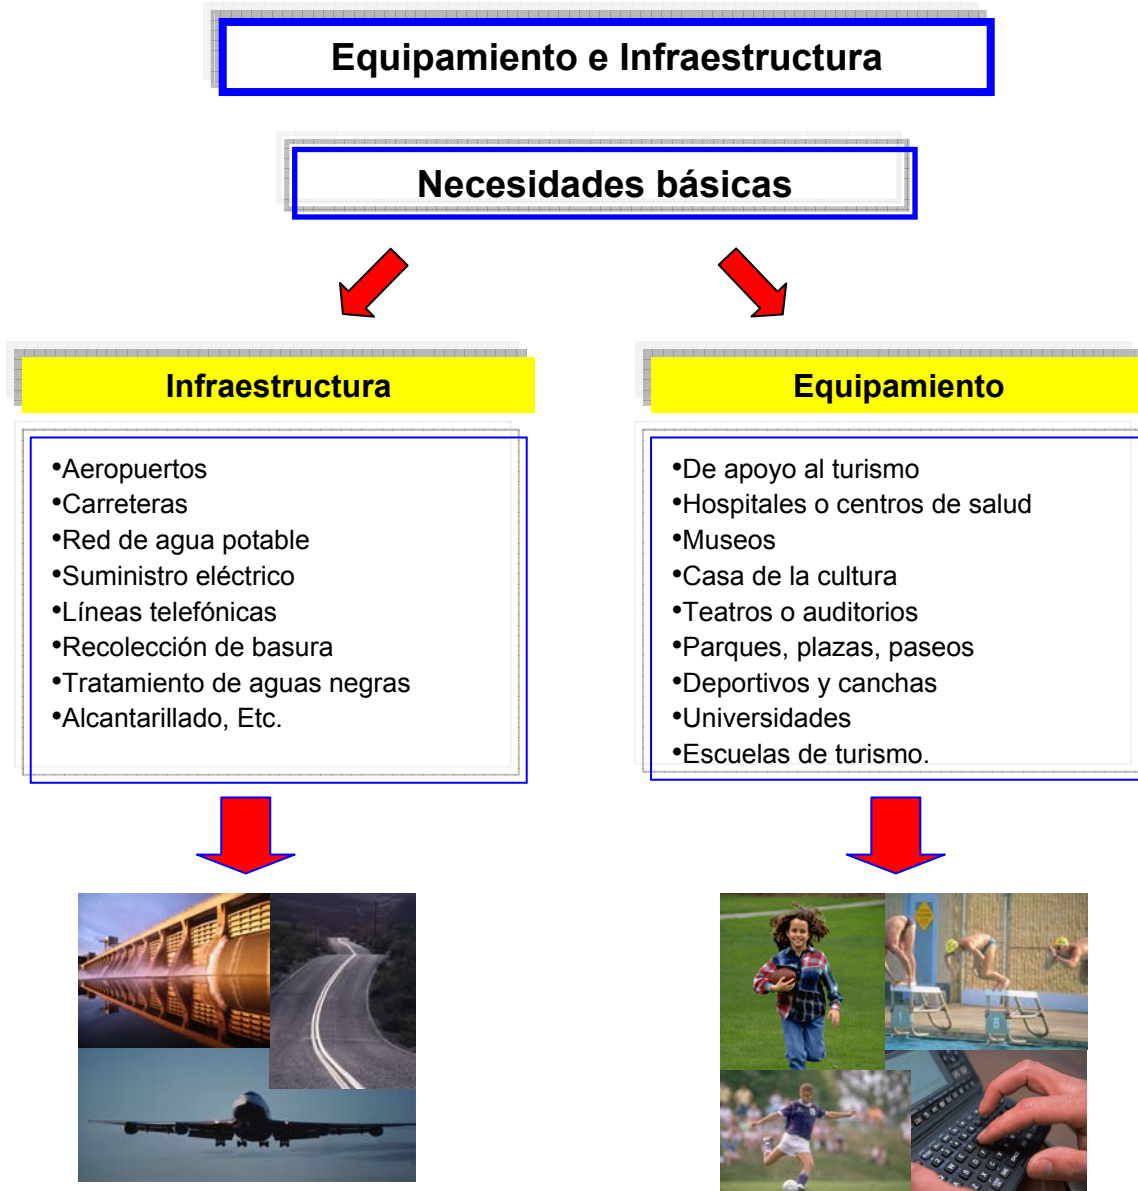 Equipamiento e Infraestructura
Necesidades básicas
Infraestructura
•Aeropuertos
•Carreteras
•Red de agua potable
•Suministro eléctrico
•Líneas telefónicas
•Recolección de basura
•Tratamiento de aguas negras
•Alcantarillado, Etc.
Equipamiento
•De apoyo al turismo
•Hospitales o centros de salud
•Museos
•Casa de la cultura
•Teatros o auditorios
•Parques, plazas, paseos
•Deportivos y canchas
•Universidades
•Escuelas de turismo.
8